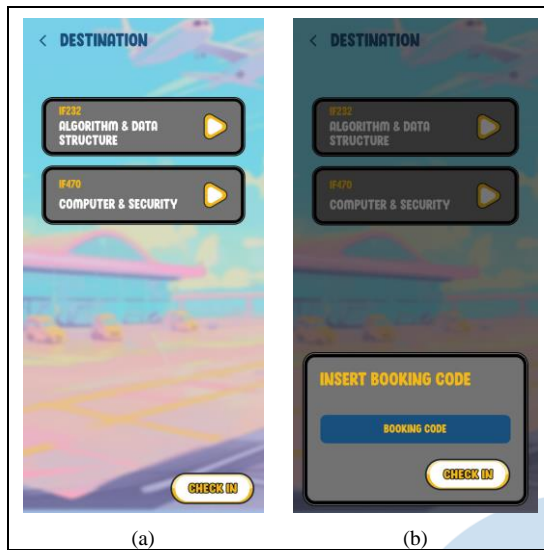 < DESTINATION
IF232
ALGORITHM & DATA
STRUCTURE
IF470
COMPUTER & SECURITY
CHECK IN
(a)
< DESTINATION
IF232
ALGORITHM & DATA
STRUCTURE
IF470
COMPUTER & SECURITY
INSERT BOOKING CODE
BOOKING CODE
CHECK IN
(b)